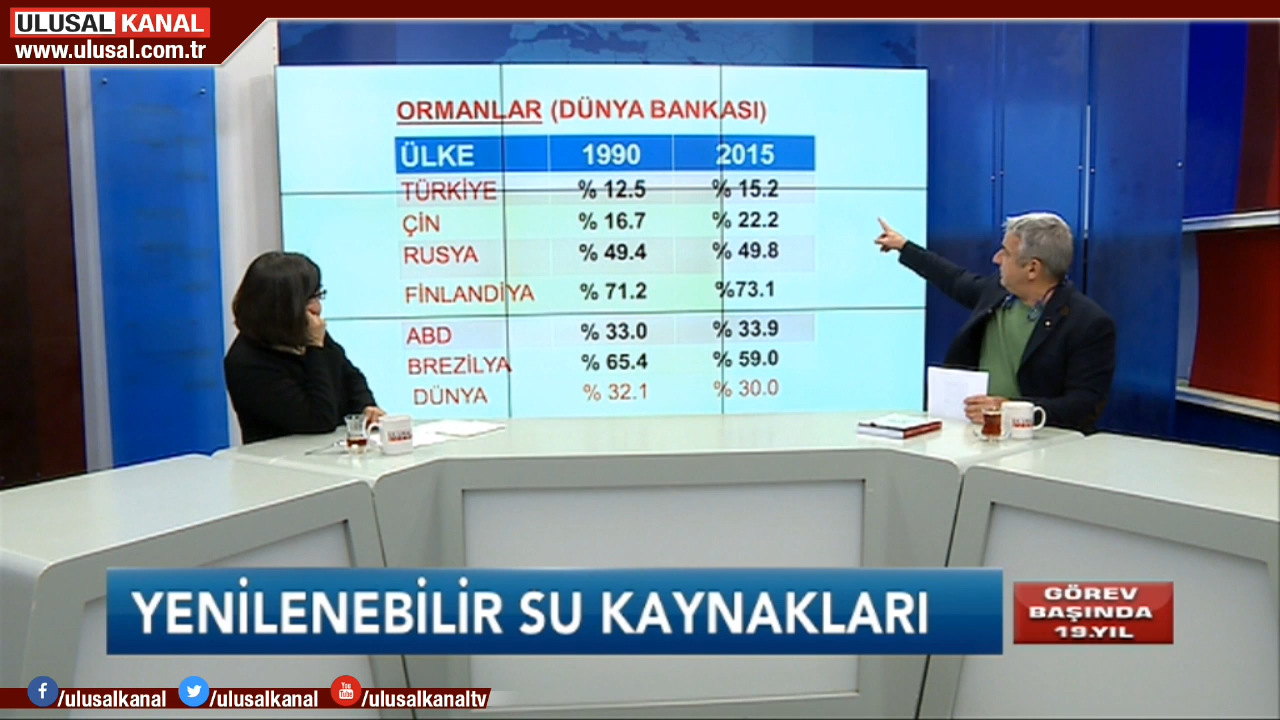 ULUSAL KANAL
www.ulusal.com.tr
ORMANLAR (DÜNYA BANKASI)
ÜLKE 1990 2015
TÜRKİYE % 12.5 % 15.2
ÇİN % 16.7 % 22.2
RUSYA % 49.4 % 49.8
FİNLANDİYA % 71.2 %73.1
ABD % 33.0 % 33.9
BREZİLYA % 65.4 % 59.0
DÜNYA % 32.1 % 30.0
ULUSAL
YENİLENEBİLİR SU KAYNAKLARI
GÖREV
BAŞINDA
19.YIL
/ulusalkanal /ulusalkanal You Tube /ulusalkanaltv